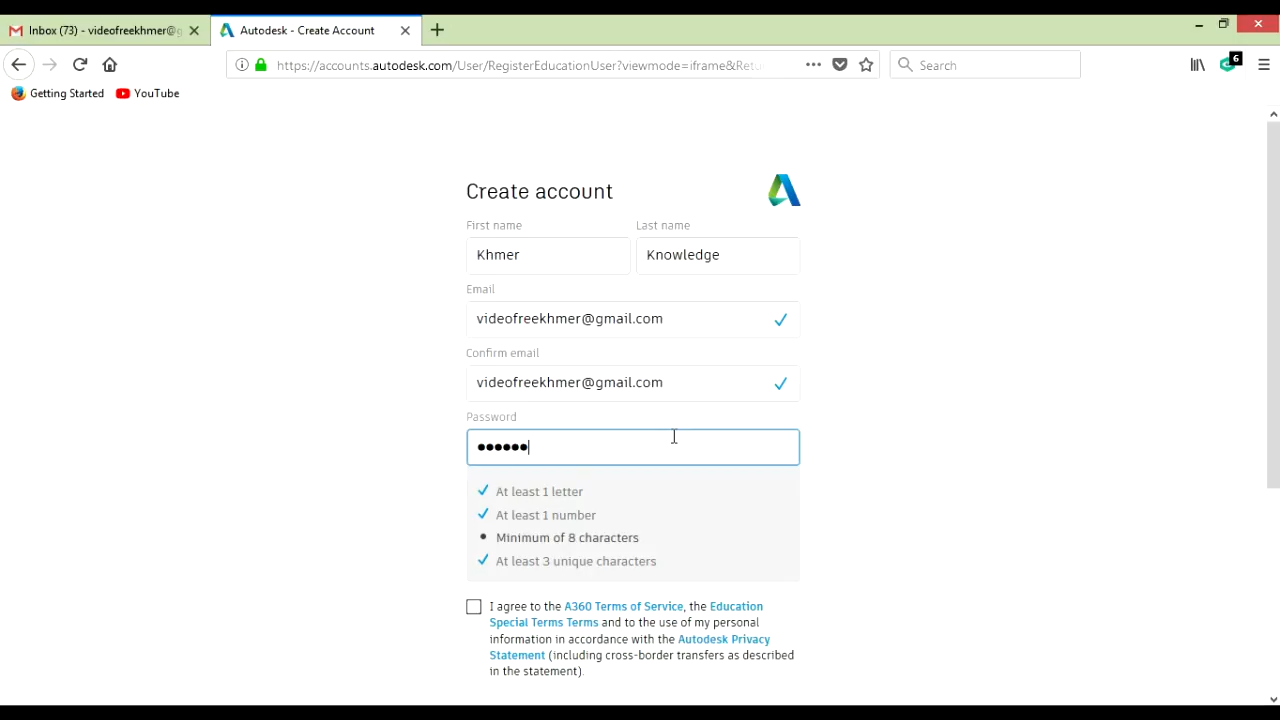 Inbox (73) - videofreekhmer@g
Autodesk - Create Account
https://accounts.autodesk.com/User/RegisterEducationUser?viewmode=iframe&Retu
Search
6
Getting Started
YouTube
Create account
First name
Last name
Khmer
Knowledge
Email
videofreekhmer@gmail.com
Confirm email
videofreekhmer@gmail.com
Password
●●●●●●
At least 1 letter
At least 1 number
Minimum of 8 characters
At least 3 unique characters
I agree to the A360 Terms of Service, the Education
Special Terms Terms and to the use of my personal
information in accordance with the Autodesk Privacy
Statement (including cross-border transfers as described
in the statement).